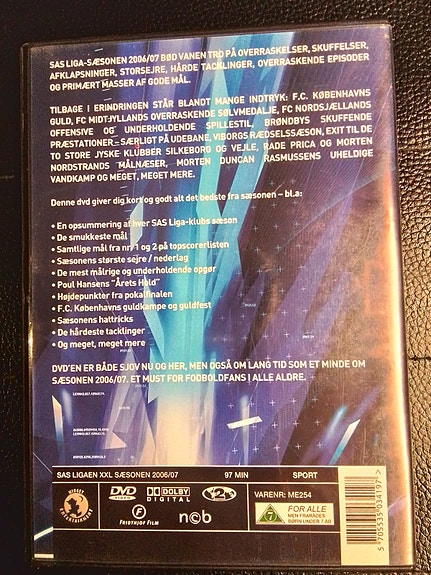 SAS LIGA-SÆSONEN 2006/07 BØD VANEN TRO PÅ OVERRASKELSER, SKUFFELSER,
AFKLAPSNINGER, STORSEJRE, HÅRDE TACKLINGER, OVERRASKENDE EPISODER
OG PRIMÆRT MASSER AF GODE MÅL.
TILBAGE I ERINDRINGEN STÅR BLANDT MANGE INDTRYK: F.C. KØBENHAVNS
GULD, FC MIDTJYLLANDS OVERRASKENDE SØLVMEDALJE, FC NORDSJÆLLANDS
OFFENSIVE OG UNDERHOLDENDE SPILLESTIL, BRØNDBYS SKUFFENDE
PRÆSTATIONER – SÆRLIGT PÅ UDEBANE, VIBORGS RÆDSELSSÆSON, EXIT TIL DE
TO STORE JYSKE KLUBBER SILKEBORG OG VEJLE, RADE PRICA OG MORTEN
NORDSTRANDS MÅLNÆSER, MORTEN DUNCAN RASMUSSENS UHELDIGE
VANDKAMP OG MEGET, MEGET MERE.
Denne dvd giver dig kort og godt alt det bedste fra sæsonen – bl.a:
• En opsummering af hver SAS Liga-klubs sæson
• De smukkeste mål
• Samtlige mål fra nr. 1 og 2 på topscorerlisten
• Sæsonens største sejre / nederlag
• De mest målrige og underholdende opgør
• Poul Hansens "Årets Hold"
• Højdepunkter fra pokalfinalen
• F.C. Københavns guldkampe og guldfest
• Sæsonens hattricks
• De hårdeste tacklinger
• Og meget, meget mere
DVD'EN ER BÅDE SJOV NU OG HER, MEN OGSÅ OM LANG TID SOM ET MINDE OM
SÆSONEN 2006/07. ET MUST FOR FODBOLDFANS I ALLE ALDRE.
SAS LIGAEN XXL SÆSONEN 2006/07 97 MIN SPORT
DVD VIDEO DOLBY DIGITAL 2
VARENR: ME254
MIDGET ENTERTAINMENT
F FRIDTHJOF FILM ncb
7 FOR ALLE
MEN FRARÅDES
BØRN UNDER 7 ÅR
5 705535 034197 >